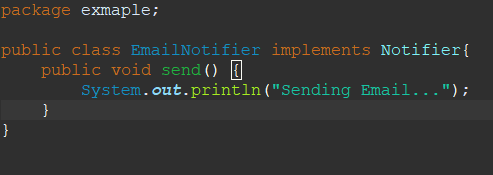 package exmaple;
public class EmailNotifier implements Notifier{
public void send() {
System.out.println("Sending Email...");
}
}